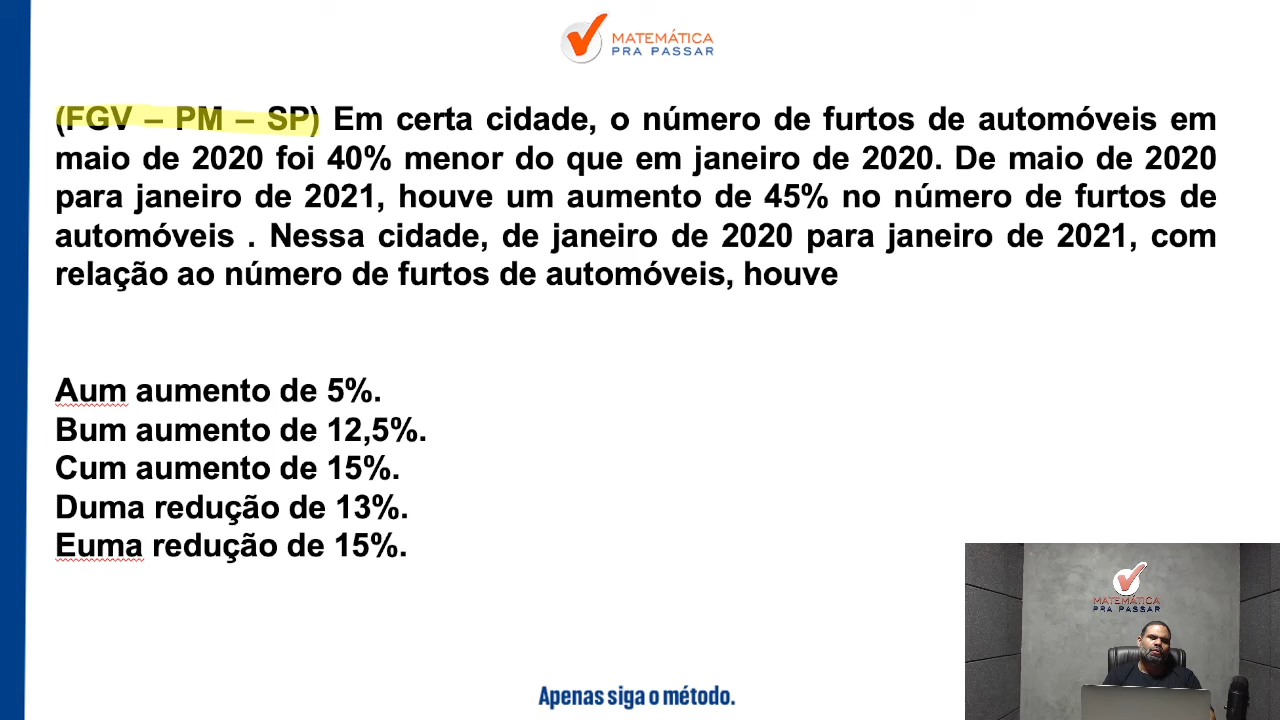 MATEMÁTICA
PRA PASSAR
(FGV – PM – SP) Em certa cidade, o número de furtos de automóveis em
maio de 2020 foi 40% menor do que em janeiro de 2020. De maio de 2020
para janeiro de 2021, houve um aumento de 45% no número de furtos de
automóveis . Nessa cidade, de janeiro de 2020 para janeiro de 2021, com
relação ao número de furtos de automóveis, houve
Aum aumento de 5%.
Bum aumento de 12,5%.
Cum aumento de 15%.
Duma redução de 13%.
Euma redução de 15%.
MATEMÁTICA
PRA PASSAR
Apenas siga o método.